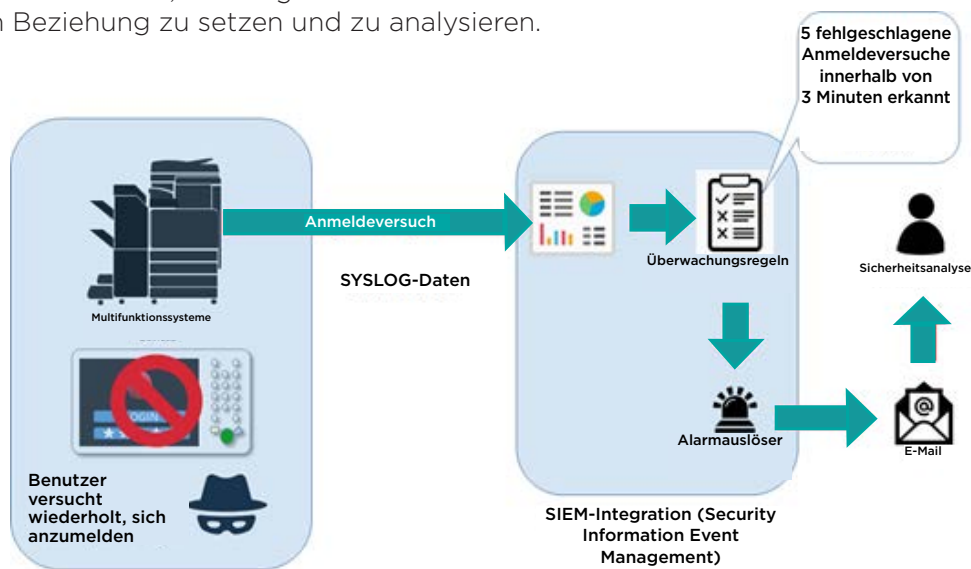 n Beziehung zu setzen und zu analysieren.
5 fehlgeschlagene
Anmeldeversuche
innerhalb von
3 Minuten erkannt
Anmeldeversuch
SYSLOG-Daten
Multifunktionssysteme
LOGIN
Benutzer
versucht
wiederholt, sich
anzumelden
Überwachungsregeln
Alarmauslöser
SIEM-Integration (Security
Information Event
Management)
Sicherheitsanalyse
@
E-Mail